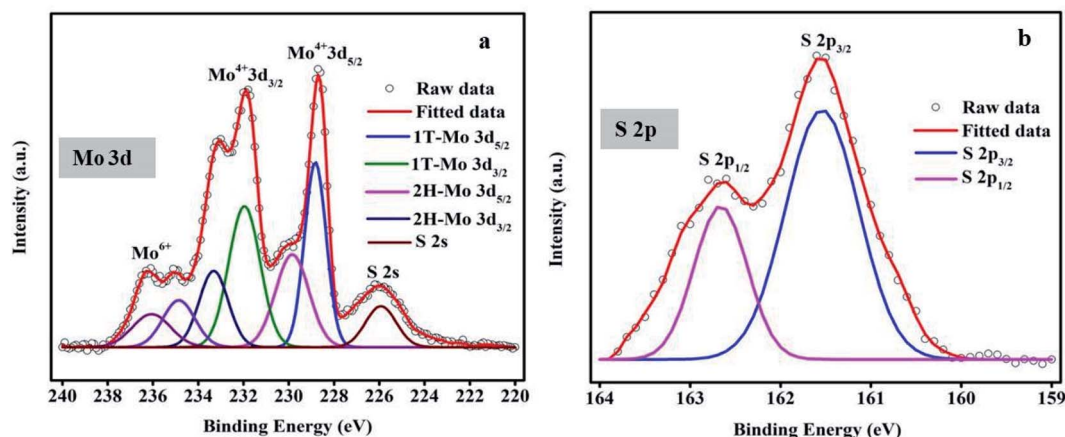 a
Mo⁴⁺3d₅/₂
Mo⁴⁺3d₃/₂
Mo 3d
Mo⁶⁺
S 2s
Raw data
Fitted data
1T-Mo 3d₅/₂
1T-Mo 3d₃/₂
2H-Mo 3d₅/₂
2H-Mo 3d₃/₂
S 2s
Intensity (a.u.)
240 238 236 234 232 230 228 226 224 222 220
Binding Energy (eV)
b
S 2p₃/₂
S 2p
S 2p₁/₂
Raw data
Fitted data
S 2p₃/₂
S 2p₁/₂
Intensity (a.u.)
164 163 162 161 160 159
Binding Energy (eV)